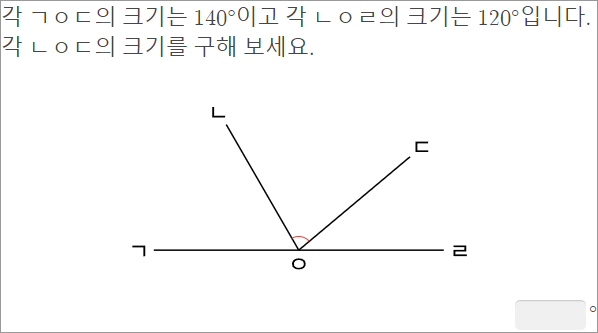 각 ㄱㅇㄷ의 크기는 140°이고 각 ㄴㅇㄹ의 크기는 120°입니다.
각 ㄴㅇㄷ의 크기를 구해 보세요.
ㄴ
ㄷ
ㄱ
ㄹ
ㅇ
°